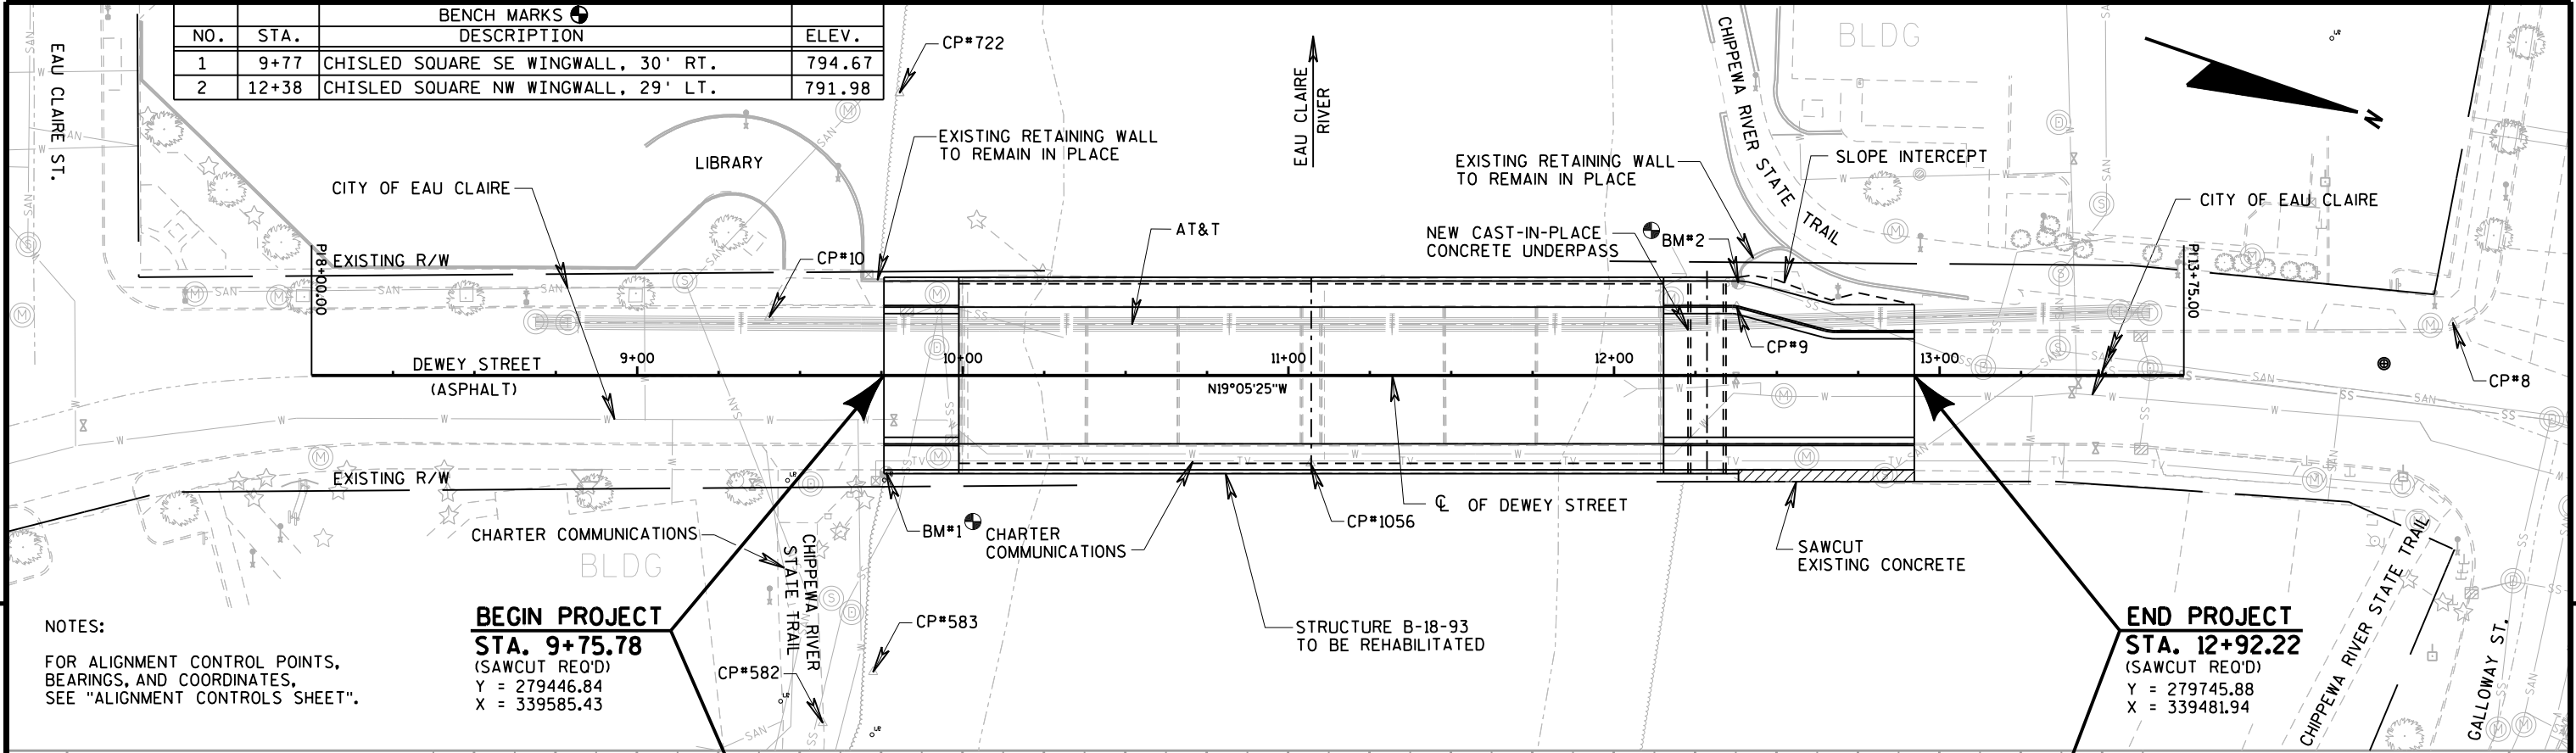 BENCH MARKS
NO. STA. DESCRIPTION ELEV.
1 9+77 CHISLED SQUARE SE WINGWALL, 30' RT. 794.67
2 12+38 CHISLED SQUARE NW WINGWALL, 29' LT. 791.98
EAU CLAIRE ST.
CP#722
EXISTING RETAINING WALL
TO REMAIN IN PLACE
LIBRARY
CITY OF EAU CLAIRE
EAU CLAIRE
RIVER
CHIPPEWA RIVER STATE TRAIL
BLDG
N
EXISTING RETAINING WALL
TO REMAIN IN PLACE
SLOPE INTERCEPT
CITY OF EAU CLAIRE
AT&T
NEW CAST-IN-PLACE
CONCRETE UNDERPASS
BM#2
PI8+00.00
EXISTING R/W
CP#10
PI13+75.00
DEWEY STREET
(ASPHALT)
9+00
10+00
11+00
12+00
13+00
N19°05'25"W
CP#9
CP#8
EXISTING R/W
CHARTER COMMUNICATIONS
BM#1
CHARTER
COMMUNICATIONS
CP#1056
℄ OF DEWEY STREET
SAWCUT
EXISTING CONCRETE
BLDG
CHIPPEWA RIVER
STATE TRAIL
CP#583
CP#582
STRUCTURE B-18-93
TO BE REHABILITATED
NOTES:
FOR ALIGNMENT CONTROL POINTS,
BEARINGS, AND COORDINATES,
SEE "ALIGNMENT CONTROLS SHEET".
BEGIN PROJECT
STA. 9+75.78
(SAWCUT REQ'D)
Y = 279446.84
X = 339585.43
END PROJECT
STA. 12+92.22
(SAWCUT REQ'D)
Y = 279745.88
X = 339481.94
CHIPPEWA RIVER STATE TRAIL
GALLOWAY ST.